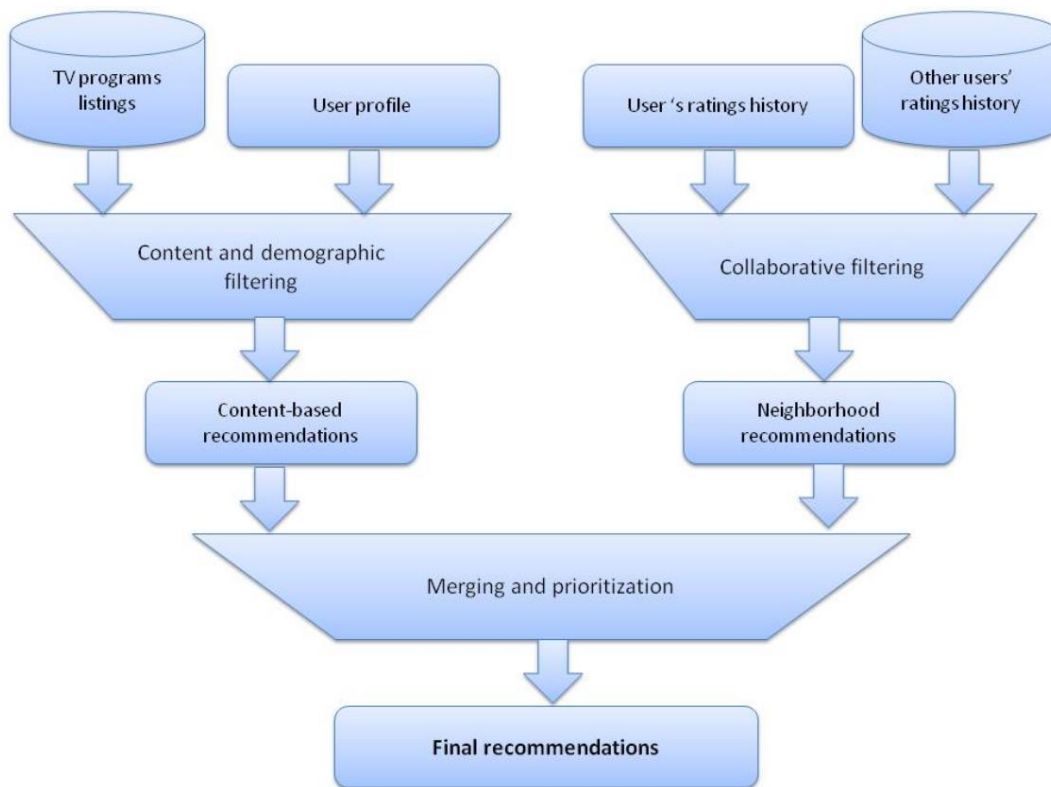 TV programs
listings
User profile
User ‘s ratings history
Other users’
ratings history
Content and demographic
filtering
Collaborative filtering
Content-based
recommendations
Neighborhood
recommendations
Merging and prioritization
Final recommendations